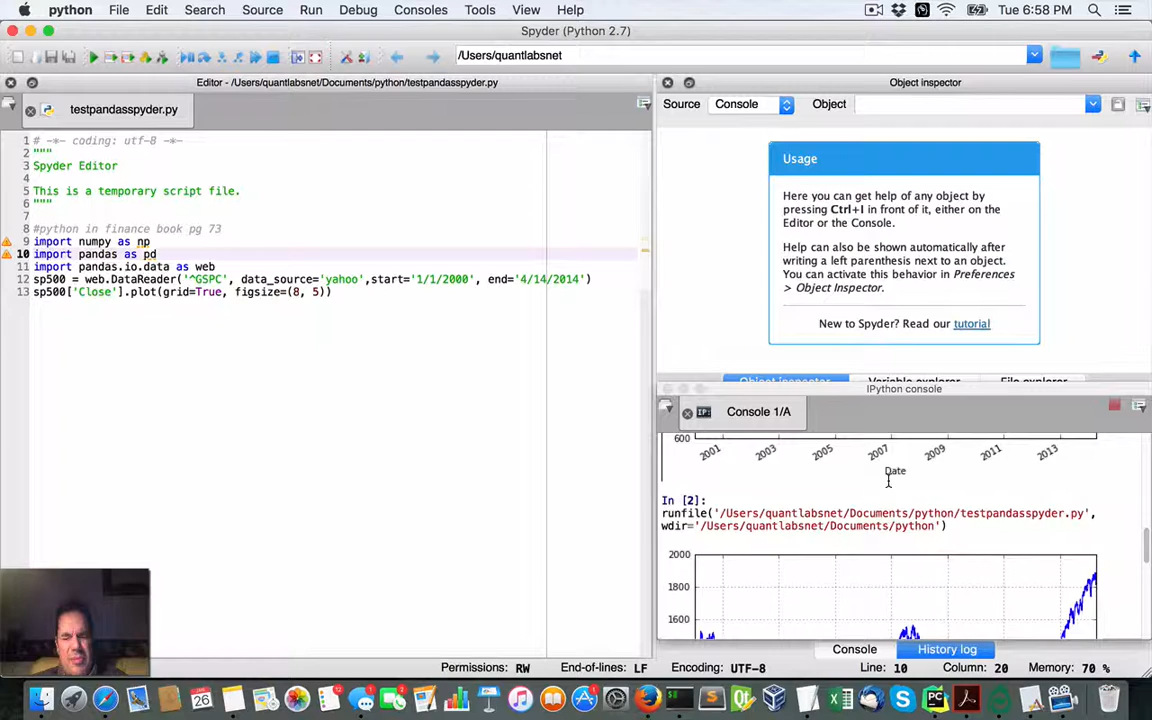 python File Edit Search Source Run Debug Consoles Tools View Help Tue 6:58 PM
Spyder (Python 2.7)
/Users/quantlabsnet
Editor - /Users/quantlabsnet/Documents/python/testpandasspyder.py
Object inspector
testpandasspyder.py
Source Console Object
1 # -*- coding: utf-8 -*-
2 """
3 Spyder Editor
4
5 This is a temporary script file.
6 """
7
8 #python in finance book pg 73
9 import numpy as np
10 import pandas as pd
11 import pandas.io.data as web
12 sp500 = web.DataReader('^GSPC', data_source='yahoo',start='1/1/2000', end='4/14/2014')
13 sp500['Close'].plot(grid=True, figsize=(8, 5))
Usage
Here you can get help of any object by
pressing Ctrl+I in front of it, either on the
Editor or the Console.
Help can also be shown automatically after
writing a left parenthesis next to an object.
You can activate this behavior in Preferences
> Object Inspector.
New to Spyder? Read our tutorial
Object inspector Variable explorer File explorer
IPython console
IP: Console 1/A
600
2001 2003 2005 2007 2009 2011 2013
Date
In [2]:
runfile('/Users/quantlabsnet/Documents/python/testpandasspyder.py',
wdir='/Users/quantlabsnet/Documents/python')
2000
1800
1600
Console History log
Permissions: RW End-of-lines: LF Encoding: UTF-8 Line: 10 Column: 20 Memory: 70 %